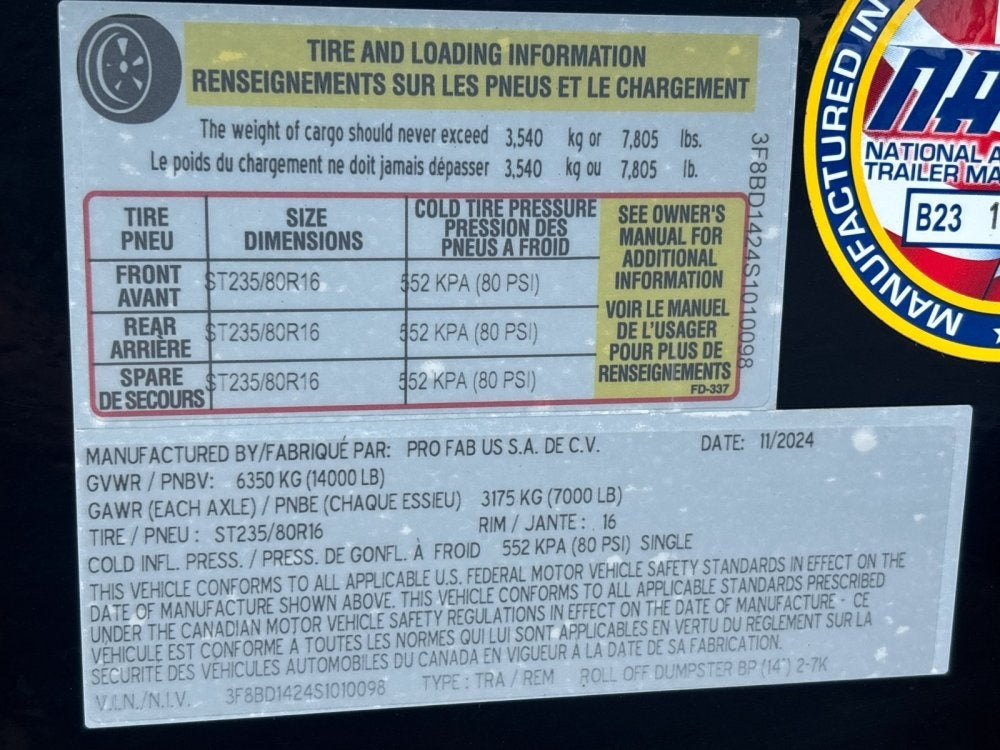 TIRE AND LOADING INFORMATION
RENSEIGNEMENTS SUR LES PNEUS ET LE CHARGEMENT
The weight of cargo should never exceed 3,540 kg or 7,805 lbs.
Le poids du chargement ne doit jamais dépasser 3,540 kg ou 7,805 lb.
TIRE
PNEU
SIZE
DIMENSIONS
COLD TIRE PRESSURE
PRESSION DES
PNEUS A FROID
SEE OWNER'S
MANUAL FOR
ADDITIONAL
INFORMATION
VOIR LE MANUEL
DE L'USAGER
POUR PLUS DE
RENSEIGNEMENTS
FD-337
FRONT
AVANT
ST235/80R16
552 KPA (80 PSI)
REAR
ARRIÈRE
ST235/80R16
552 KPA (80 PSI)
SPARE
DE SECOURS
ST235/80R16
552 KPA (80 PSI)
3F8BD1424S1010098
MANUFACTURED BY/FABRIQUÉ PAR: PRO FAB US S.A. DE C.V. DATE: 11/2024
GVWR / PNBV: 6350 KG (14000 LB)
GAWR (EACH AXLE) / PNBE (CHAQUE ESSIEU) 3175 KG (7000 LB)
TIRE / PNEU : ST235/80R16 RIM / JANTE : 16
COLD INFL. PRESS. / PRESS. DE GONFL. À FROID 552 KPA (80 PSI) SINGLE
THIS VEHICLE CONFORMS TO ALL APPLICABLE U.S. FEDERAL MOTOR VEHICLE SAFETY STANDARDS IN EFFECT ON THE
DATE OF MANUFACTURE SHOWN ABOVE. THIS VEHICLE CONFORMS TO ALL APPLICABLE STANDARDS PRESCRIBED
UNDER THE CANADIAN MOTOR VEHICLE SAFETY REGULATIONS IN EFFECT ON THE DATE OF MANUFACTURE - CE
VEHICULE EST CONFORME A TOUTES LES NORMES QUI LUI SONT APPLICABLES EN VERTU DU REGLEMENT SUR LA
SECURITE DES VEHICULES AUTOMOBILES DU CANADA EN VIGUEUR A LA DATE DE SA FABRICATION.
V.I.N./N.I.V. 3F8BD1424S1010098 TYPE : TRA / REM ROLL OFF DUMPSTER BP (14') 2-7K
MANUFACTURED IN
NA
NATIONAL A
TRAILER MA
B23 1
MANUF